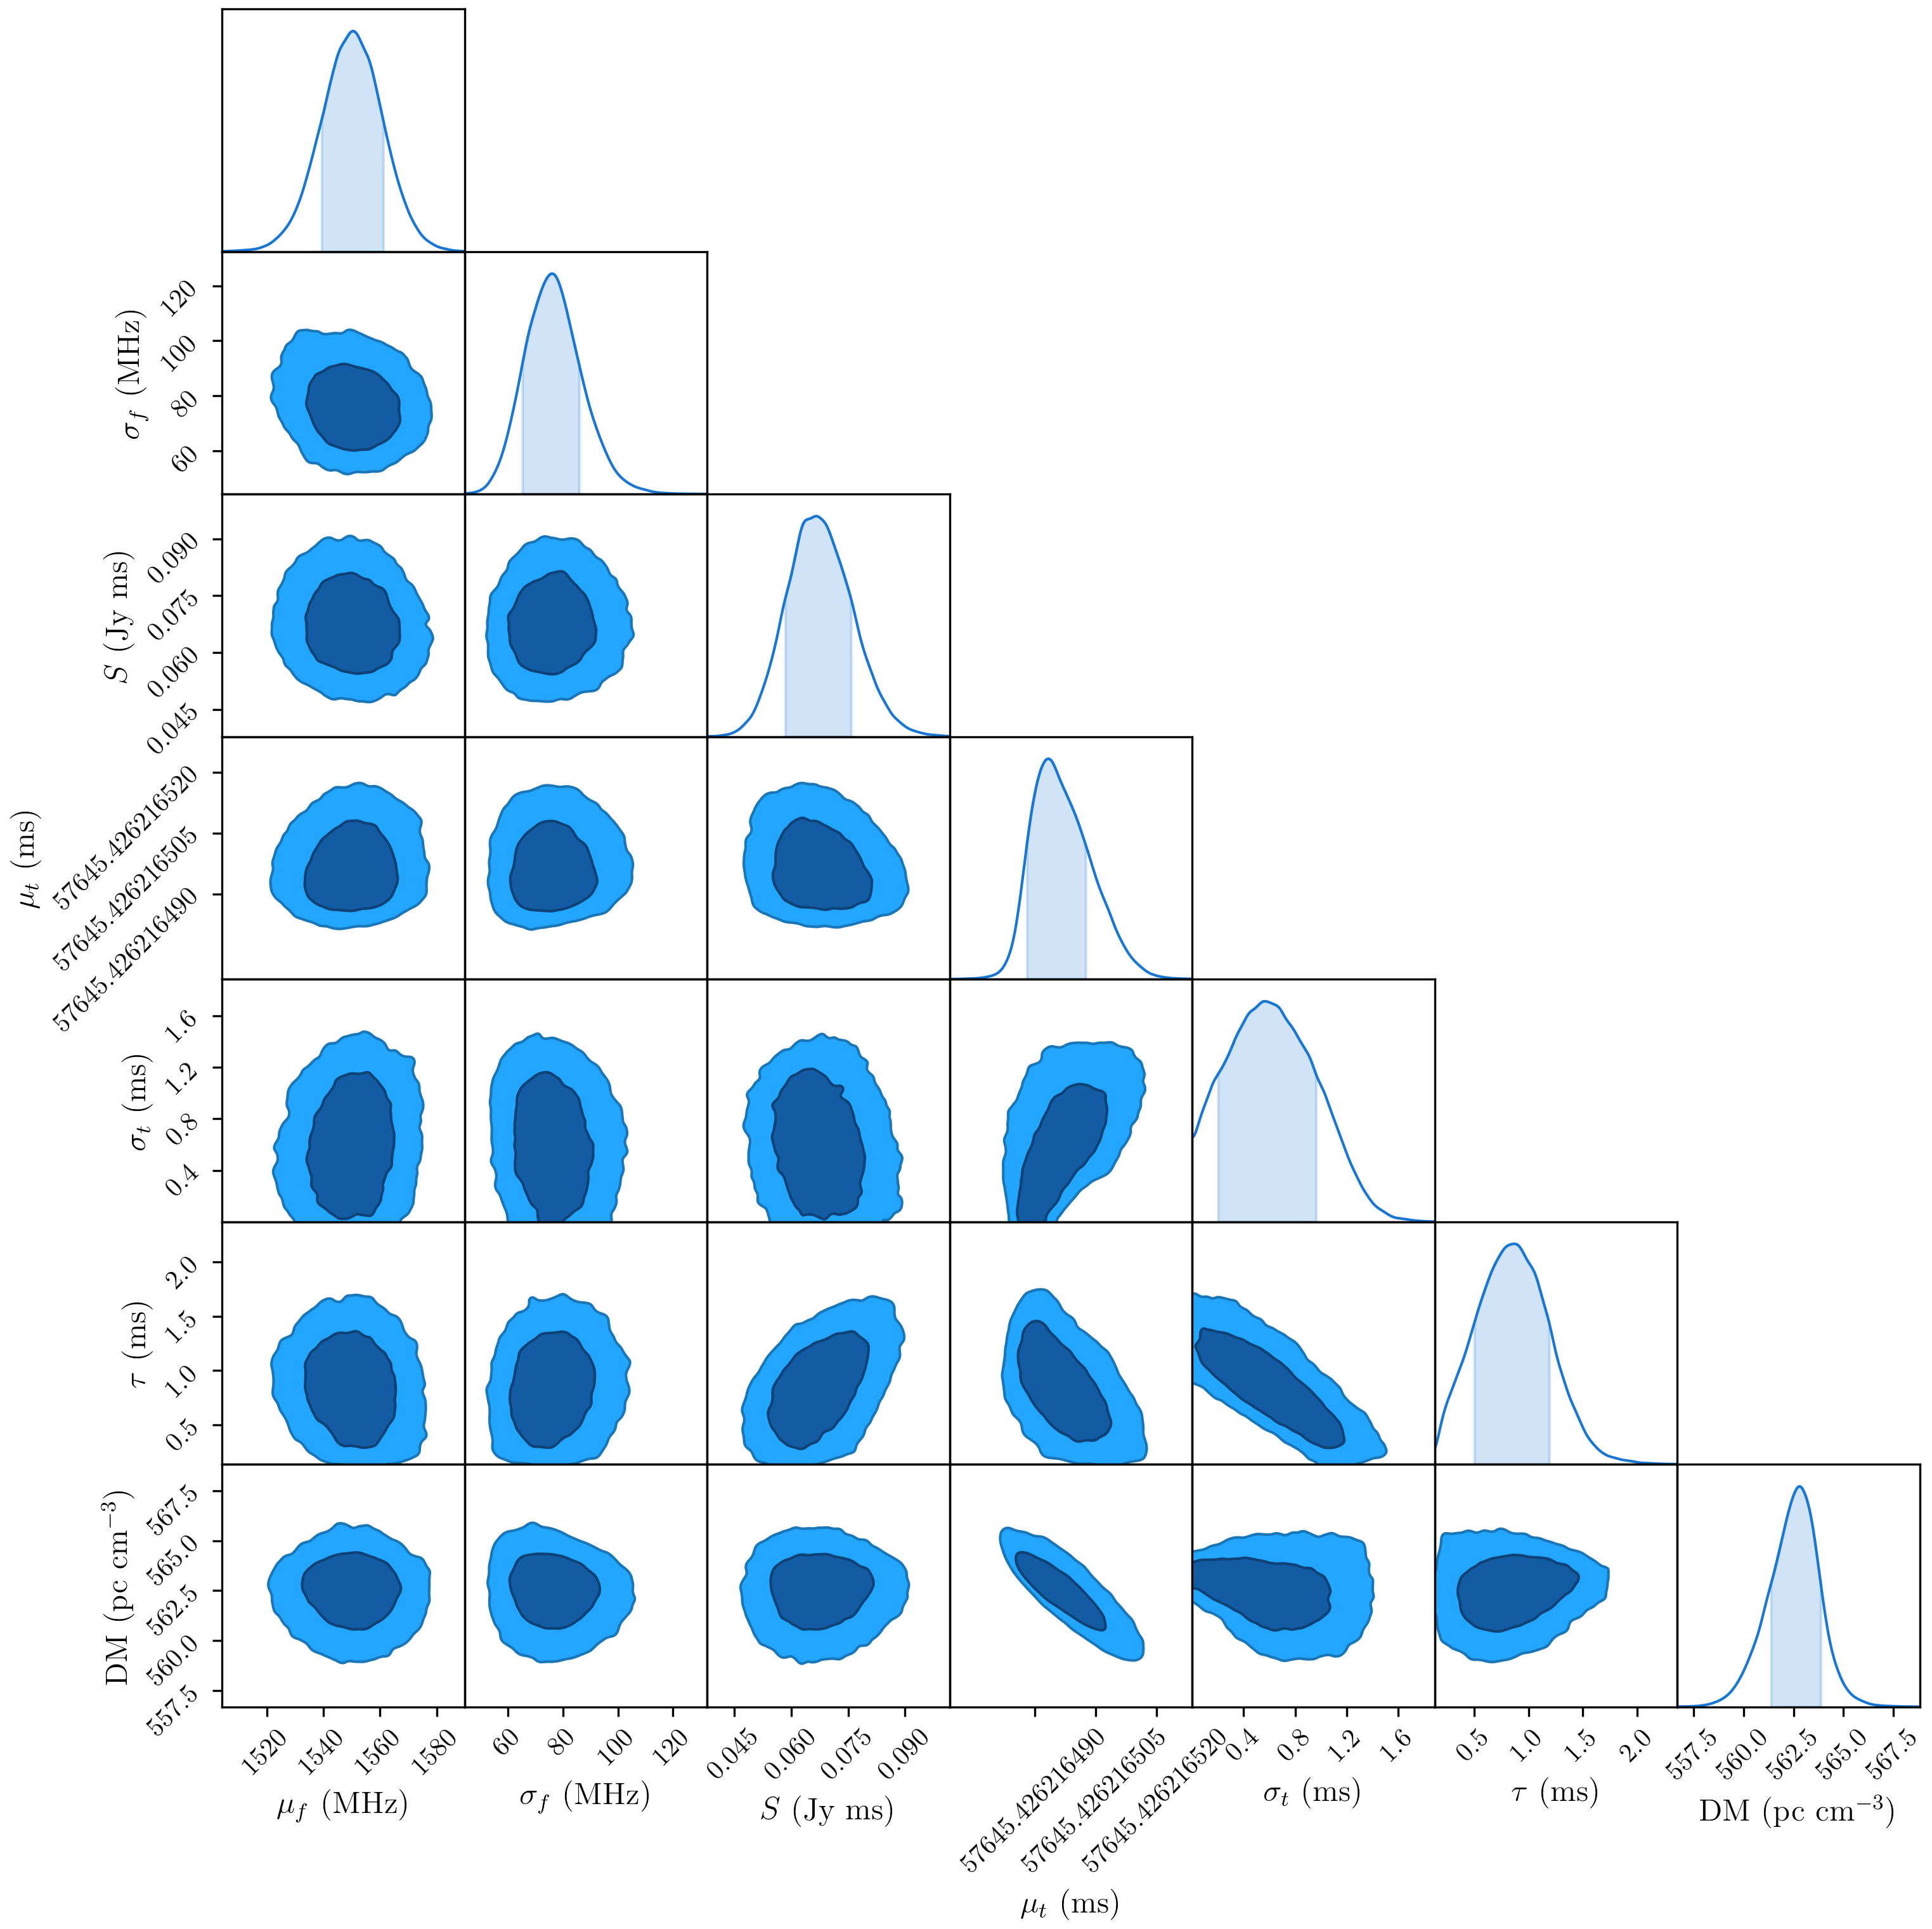 120
100
80
60
σ_f (MHz)
0.090
0.075
0.060
0.045
S (Jy ms)
57645.426216520
57645.426216505
57645.426216490
μ_t (ms)
1.6
1.2
0.8
0.4
σ_t (ms)
2.0
1.5
1.0
0.5
τ (ms)
567.5
565.0
562.5
560.0
557.5
DM (pc cm⁻³)
1520 1540 1560 1580
μ_f (MHz)
60 80 100 120
σ_f (MHz)
0.045 0.060 0.075 0.090
S (Jy ms)
57645.426216490 57645.426216505 57645.426216520
μ_t (ms)
0.4 0.8 1.2 1.6
σ_t (ms)
0.5 1.0 1.5 2.0
τ (ms)
557.5 560.0 562.5 565.0 567.5
DM (pc cm⁻³)